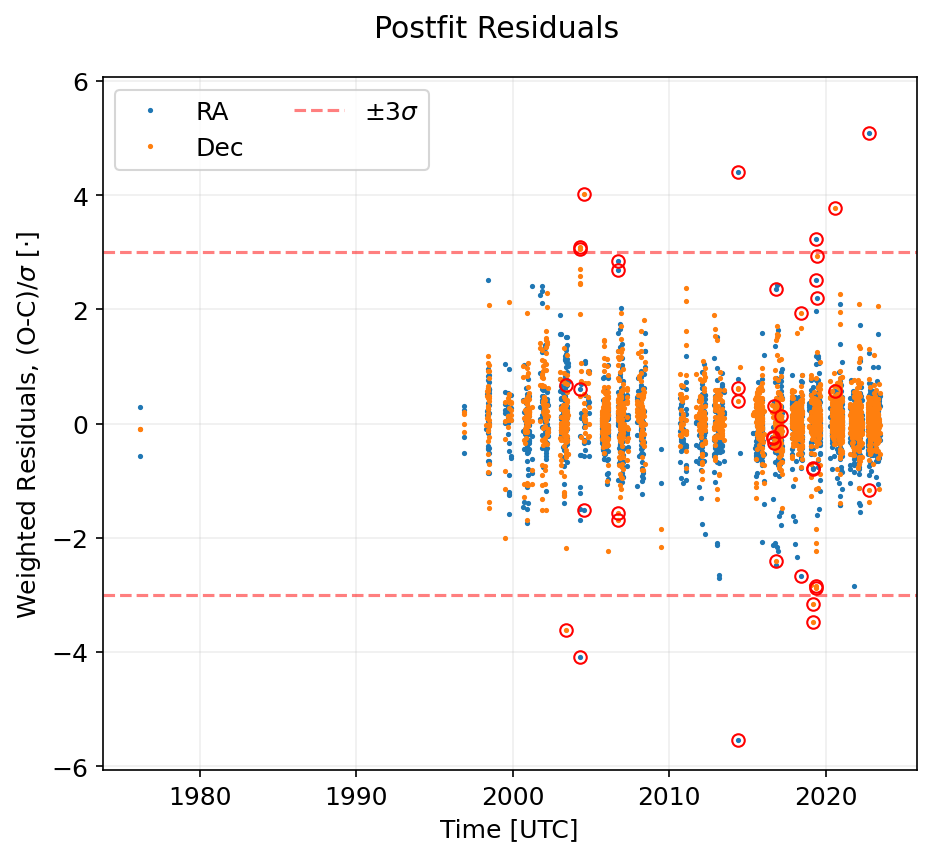 Postfit Residuals
RA
Dec
±3σ
Weighted Residuals, (O-C)/σ [·]
6
4
2
0
−2
−4
−6
1980
1990
2000
2010
2020
Time [UTC]